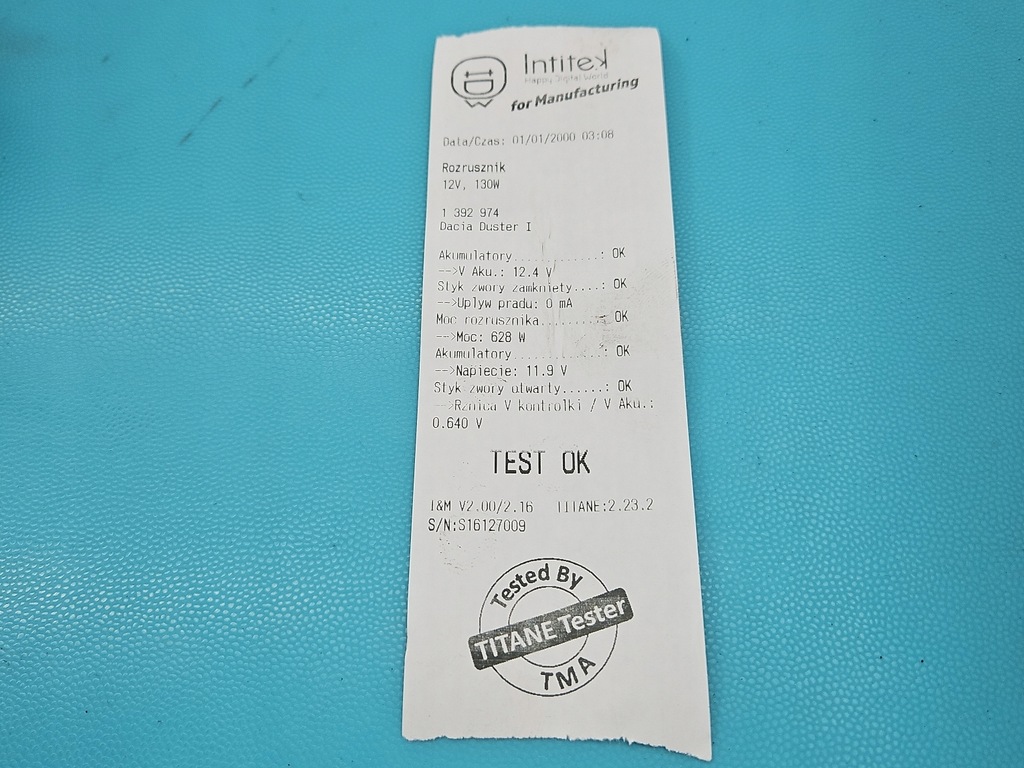 Intitek
Happy Digital World
for Manufacturing
Data/Czas: 01/01/2000 03:08
Rozrusznik
12V, 130W
1 392 974
Dacia Duster I
Akumulatory............: OK
-->V Aku.: 12.4 V
Styk zwory zamkniety....: OK
-->Uplyw pradu: 0 mA
Moc rozrusznika.........: OK
-->Moc: 628 W
Akumulatory............: OK
-->Napiecie: 11.9 V
Styk zwory otwarty......: OK
-->Rznica V kontrolki / V Aku.:
0.640 V
TEST OK
I&M V2.00/2.16 TITANE:2.23.2
S/N:S16127009
Tested By
TITANE Tester
TMA